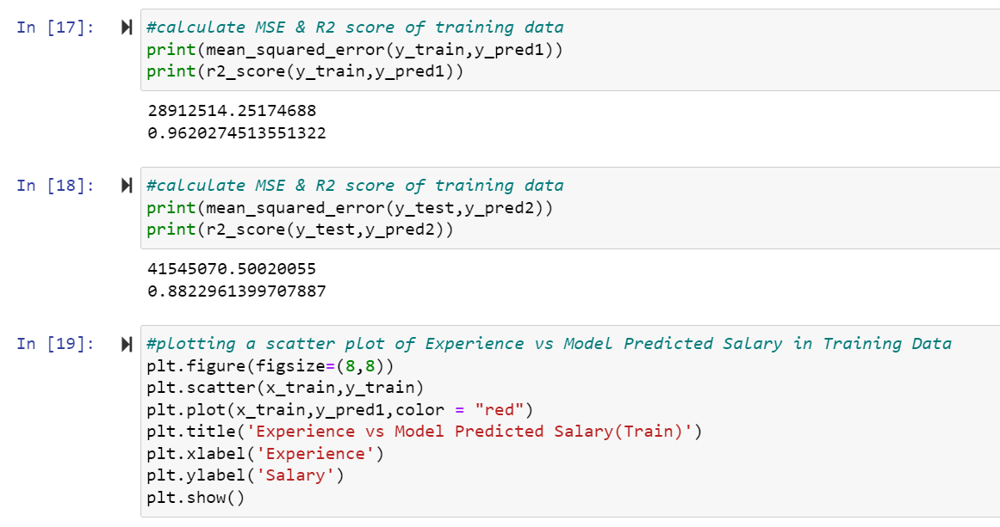 In [17]: #calculate MSE & R2 score of training data
print(mean_squared_error(y_train,y_pred1))
print(r2_score(y_train,y_pred1))
28912514.25174688
0.9620274513551322
In [18]: #calculate MSE & R2 score of training data
print(mean_squared_error(y_test,y_pred2))
print(r2_score(y_test,y_pred2))
41545070.50020055
0.8822961399707887
In [19]: #plotting a scatter plot of Experience vs Model Predicted Salary in Training Data
plt.figure(figsize=(8,8))
plt.scatter(x_train,y_train)
plt.plot(x_train,y_pred1,color = "red")
plt.title('Experience vs Model Predicted Salary(Train)')
plt.xlabel('Experience')
plt.ylabel('Salary')
plt.show()